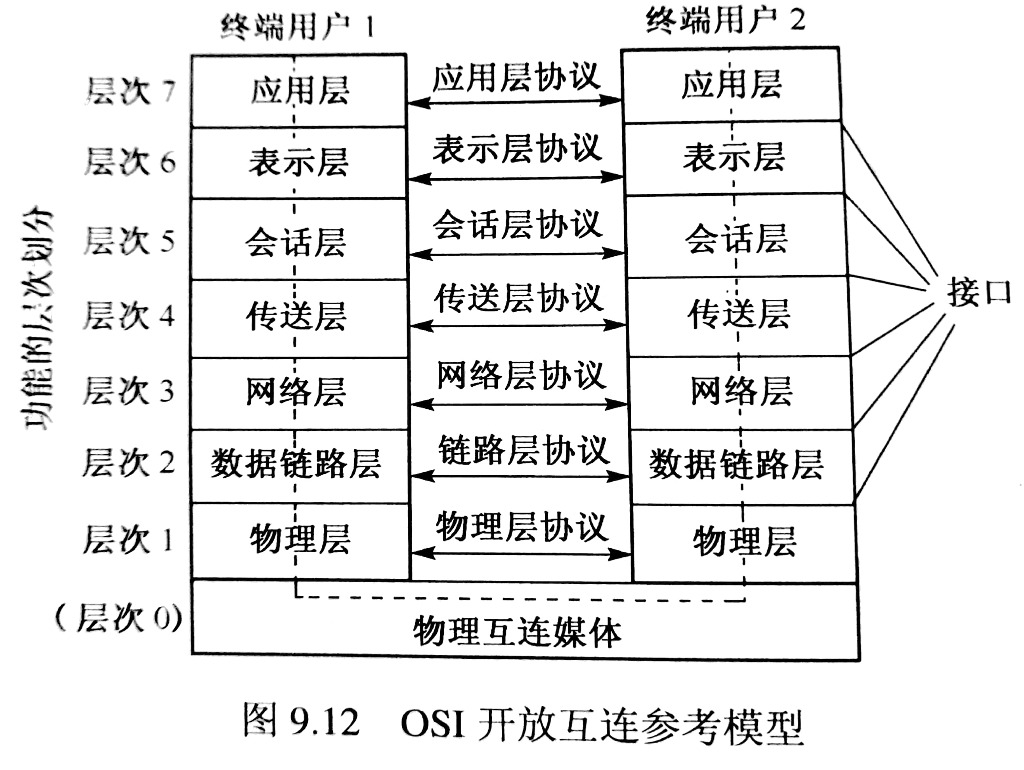 终端用户 1
终端用户 2
层次 7
应用层
应用层协议
应用层
层次 6
表示层
表示层协议
表示层
层次 5
会话层
会话层协议
会话层
层次 4
传送层
传送层协议
传送层
层次 3
网络层
网络层协议
网络层
层次 2
数据链路层
链路层协议
数据链路层
层次 1
物理层
物理层协议
物理层
(层次 0)
物理互连媒体
功能的层次划分
接口
图 9.12 OSI 开放互连参考模型